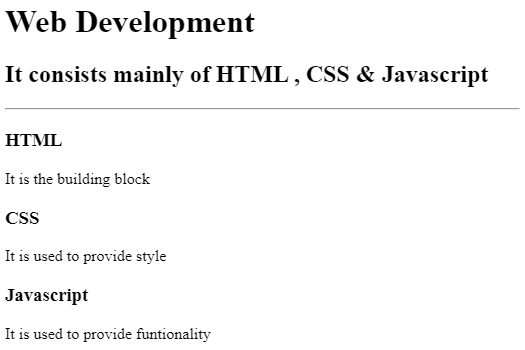 Web Development
It consists mainly of HTML , CSS & Javascript
HTML
It is the building block
CSS
It is used to provide style
Javascript
It is used to provide funtionality